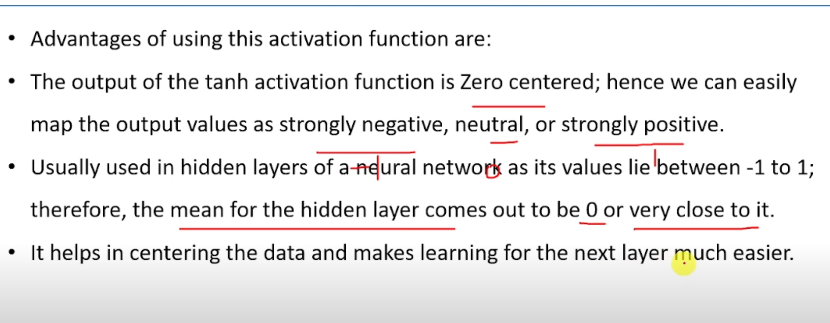 • Advantages of using this activation function are:
• The output of the tanh activation function is Zero centered; hence we can easily
map the output values as strongly negative, neutral, or strongly positive.
• Usually used in hidden layers of a neural network as its values lie between -1 to 1;
therefore, the mean for the hidden layer comes out to be 0 or very close to it.
• It helps in centering the data and makes learning for the next layer much easier.